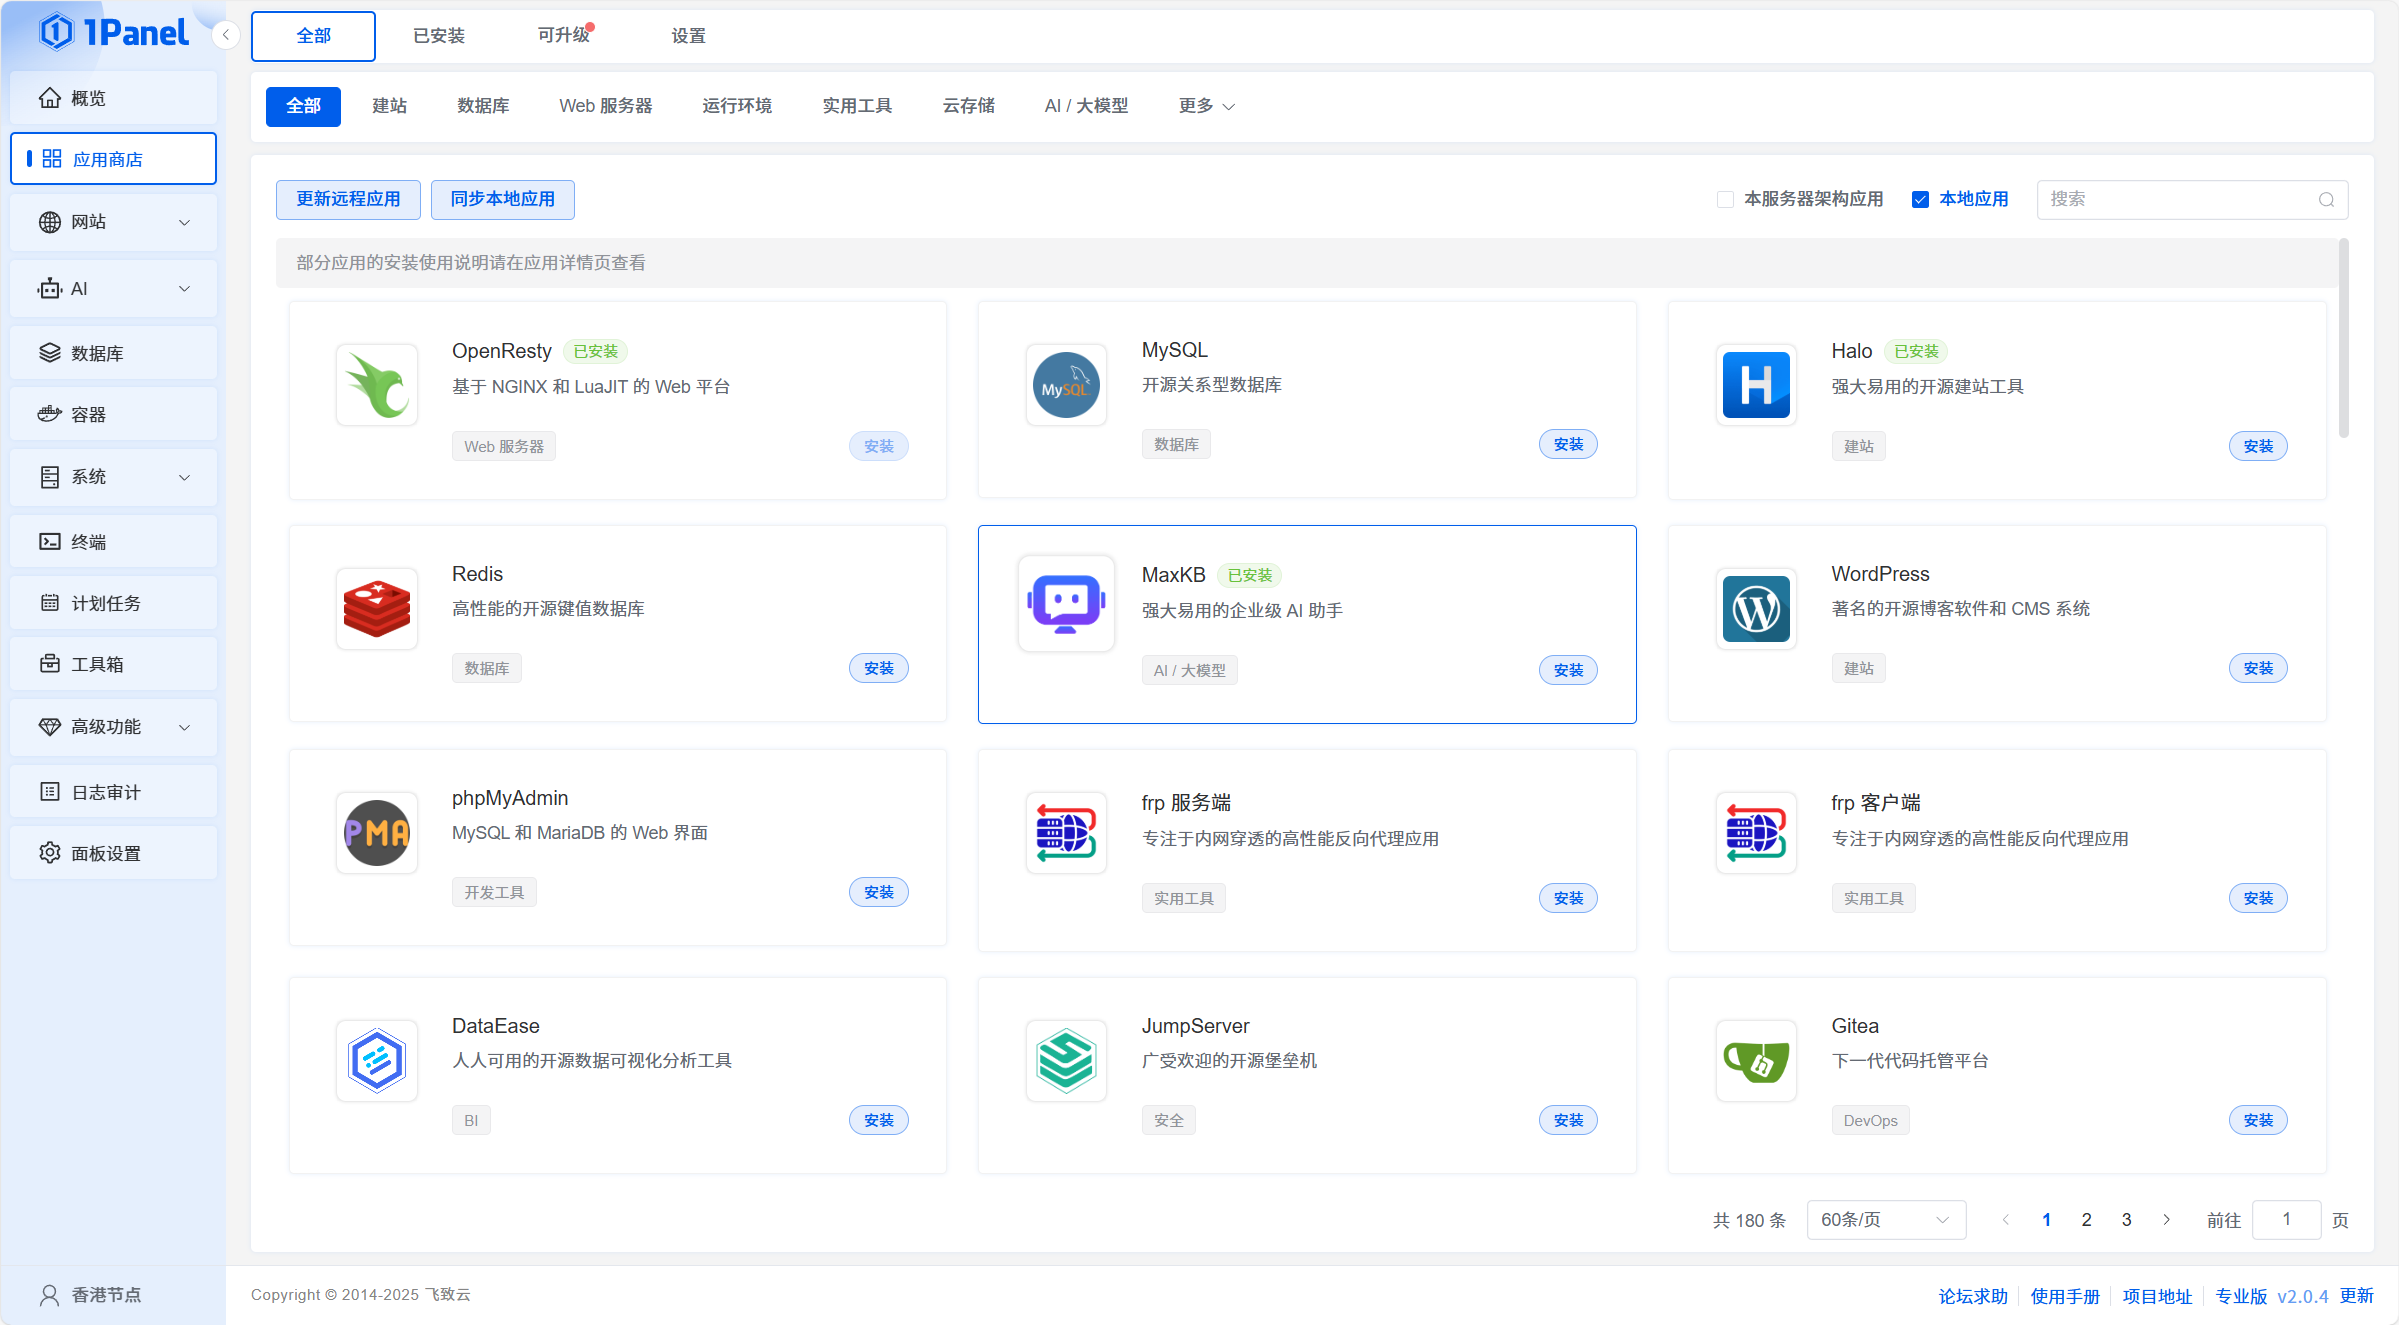 1Panel
概览
应用商店
网站
AI
数据库
容器
系统
终端
计划任务
工具箱
高级功能
日志审计
面板设置
香港节点
全部 已安装 可升级 设置
全部 建站 数据库 Web 服务器 运行环境 实用工具 云存储 AI / 大模型 更多
更新远程应用 同步本地应用 本服务器架构应用 本地应用 搜索
部分应用的安装使用说明请在应用详情页查看
OpenResty 已安装
基于 NGINX 和 LuaJIT 的 Web 平台
Web 服务器 安装
MySQL
MySQL
开源关系型数据库
数据库 安装
H
Halo 已安装
强大易用的开源建站工具
建站 安装
Redis
高性能的开源键值数据库
数据库 安装
MaxKB 已安装
强大易用的企业级 AI 助手
AI / 大模型 安装
W
WordPress
著名的开源博客软件和 CMS 系统
建站 安装
PMA
phpMyAdmin
MySQL 和 MariaDB 的 Web 界面
开发工具 安装
frp 服务端
专注于内网穿透的高性能反向代理应用
实用工具 安装
frp 客户端
专注于内网穿透的高性能反向代理应用
实用工具 安装
DataEase
人人可用的开源数据可视化分析工具
BI 安装
JumpServer
广受欢迎的开源堡垒机
安全 安装
Gitea
下一代代码托管平台
DevOps 安装
共 180 条 60条/页 1 2 3 前往 1 页
Copyright © 2014-2025 飞致云 论坛求助 使用手册 项目地址 专业版 v2.0.4 更新